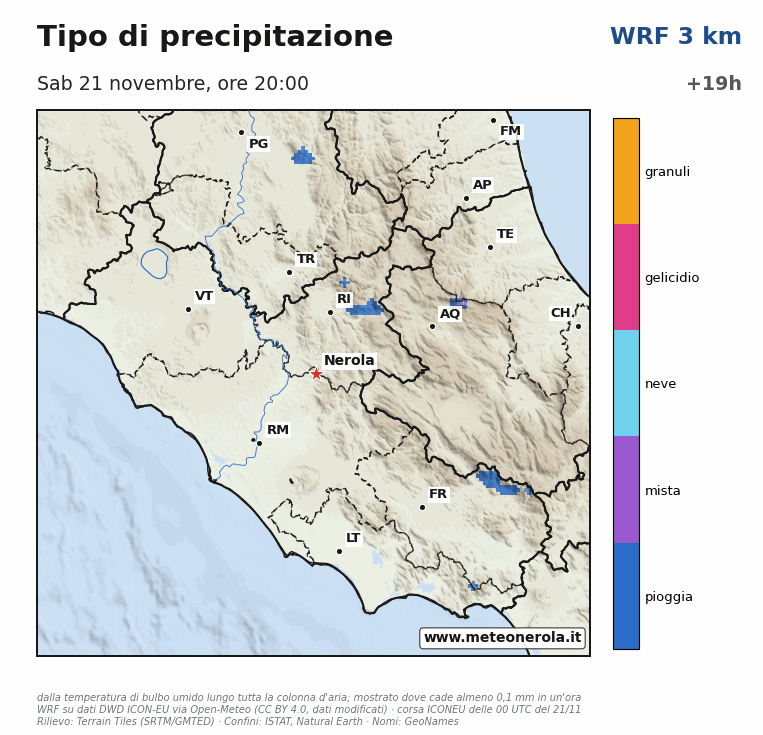 Tipo di precipitazione
WRF 3 km
Sab 21 novembre, ore 20:00
+19h
FM
PG
AP
TE
TR
VT
RI
AQ
CH
Nerola
RM
FR
LT
www.meteonerola.it
granuli
gelicidio
neve
mista
pioggia
dalla temperatura di bulbo umido lungo tutta la colonna d'aria; mostrato dove cade almeno 0,1 mm in un'ora
WRF su dati DWD ICON-EU via Open-Meteo (CC BY 4.0, dati modificati) · corsa ICONEU delle 00 UTC del 21/11
Rilievo: Terrain Tiles (SRTM/GMTED) · Confini: ISTAT, Natural Earth · Nomi: GeoNames